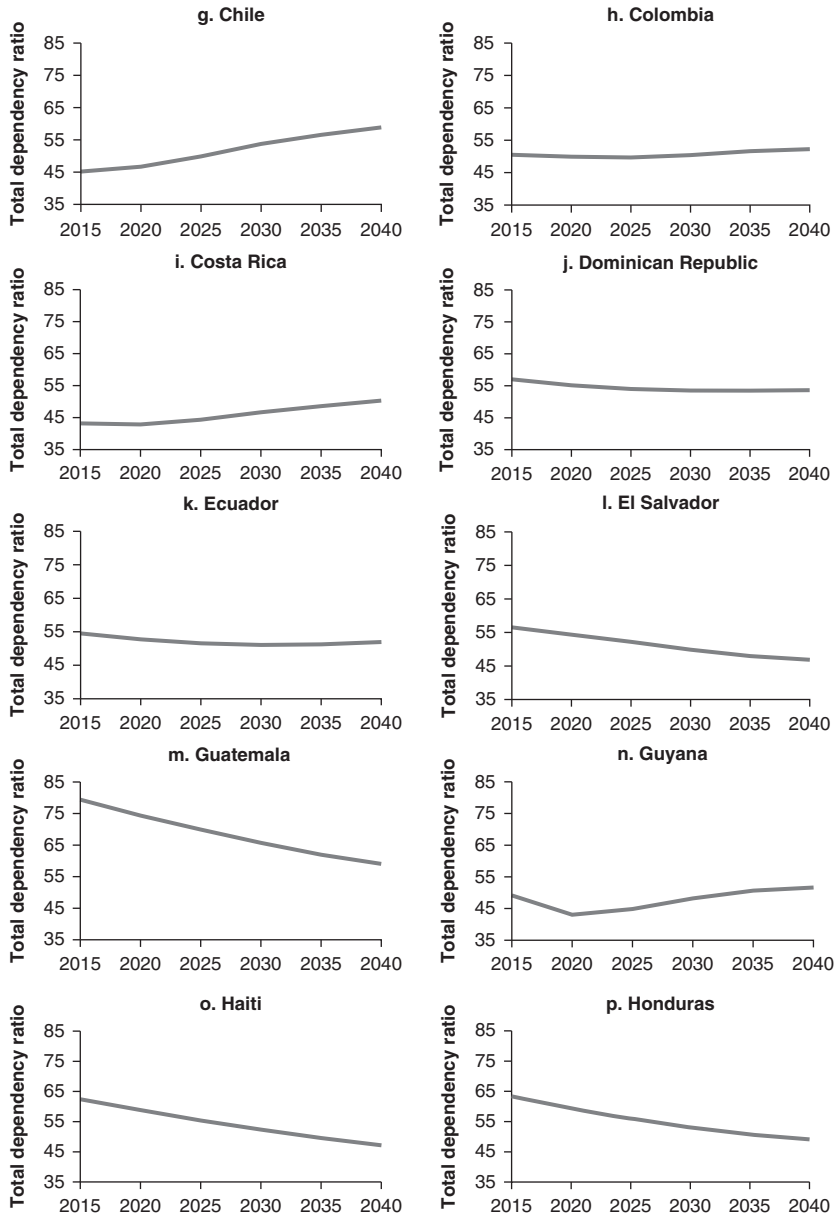 g. Chile
Total dependency ratio
85
75
65
55
45
35
2015 2020 2025 2030 2035 2040
h. Colombia
Total dependency ratio
85
75
65
55
45
35
2015 2020 2025 2030 2035 2040
i. Costa Rica
Total dependency ratio
85
75
65
55
45
35
2015 2020 2025 2030 2035 2040
j. Dominican Republic
Total dependency ratio
85
75
65
55
45
35
2015 2020 2025 2030 2035 2040
k. Ecuador
Total dependency ratio
85
75
65
55
45
35
2015 2020 2025 2030 2035 2040
l. El Salvador
Total dependency ratio
85
75
65
55
45
35
2015 2020 2025 2030 2035 2040
m. Guatemala
Total dependency ratio
85
75
65
55
45
35
2015 2020 2025 2030 2035 2040
n. Guyana
Total dependency ratio
85
75
65
55
45
35
2015 2020 2025 2030 2035 2040
o. Haiti
Total dependency ratio
85
75
65
55
45
35
2015 2020 2025 2030 2035 2040
p. Honduras
Total dependency ratio
85
75
65
55
45
35
2015 2020 2025 2030 2035 2040